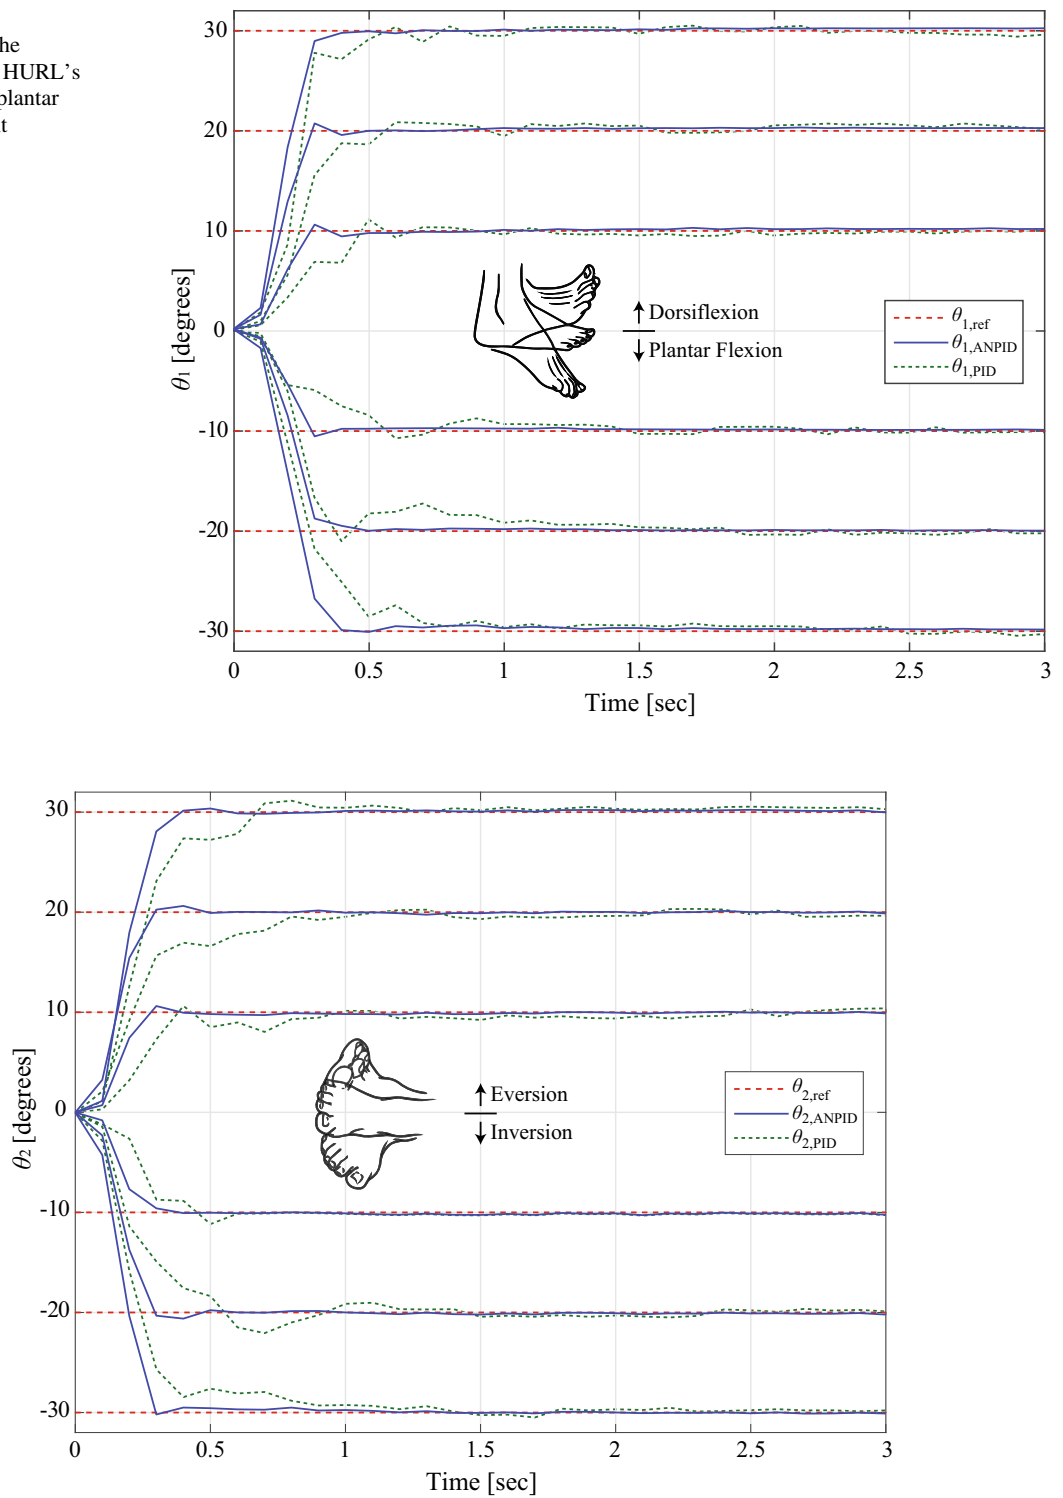 he
HURL's
plantar
t
30
20
10
0
-10
-20
-30
θ1 [degrees]
Dorsiflexion
Plantar Flexion
θ1,ref
θ1,ANPID
θ1,PID
0
0.5
1
1.5
2
2.5
3
Time [sec]
30
20
10
0
-10
-20
-30
θ2 [degrees]
Eversion
Inversion
θ2,ref
θ2,ANPID
θ2,PID
0
0.5
1
1.5
2
2.5
3
Time [sec]